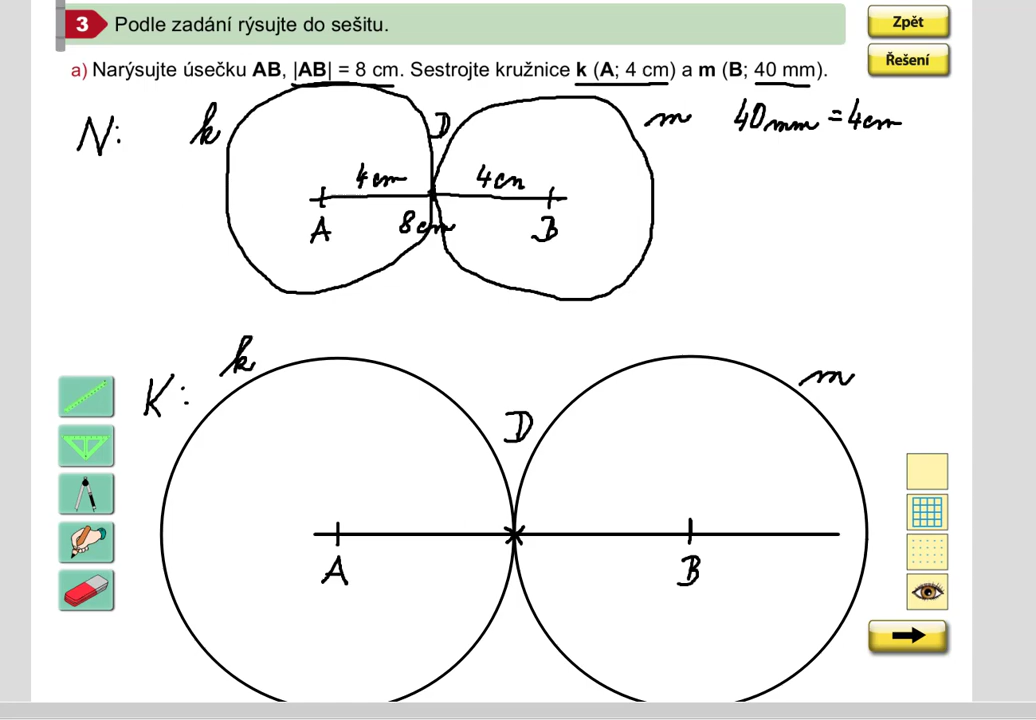 3 Podle zadání rýsujte do sešitu.
Zpět
Řešení
a) Narýsujte úsečku AB, |AB| = 8 cm. Sestrojte kružnice k (A; 4 cm) a m (B; 40 mm).
N: k D m 40mm = 4cm
4cm 4cm
A 8cm B
k
K: D m
A B